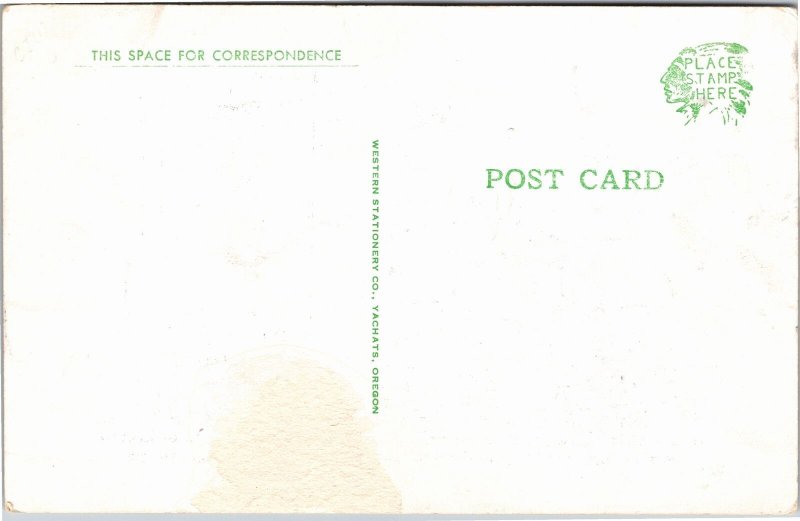 THIS SPACE FOR CORRESPONDENCE
PLACE
STAMP
HERE
POST CARD
WESTERN STATIONERY CO., YACHATS, OREGON